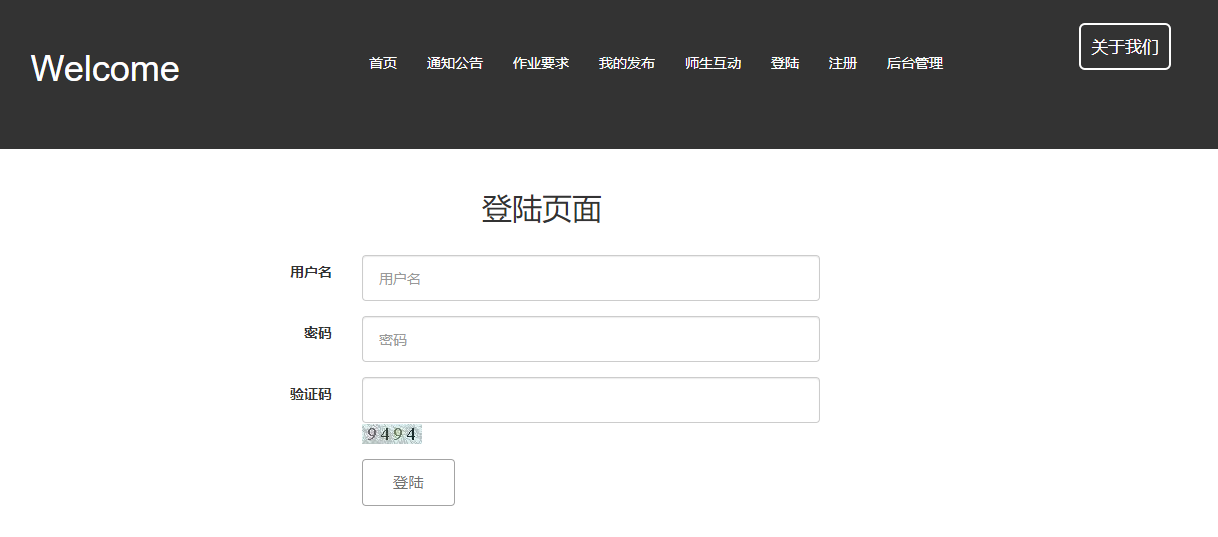 关于我们
Welcome
首页 通知公告 作业要求 我的发布 师生互动 登陆 注册 后台管理
登陆页面
用户名 用户名
密码 密码
验证码
9494
登陆